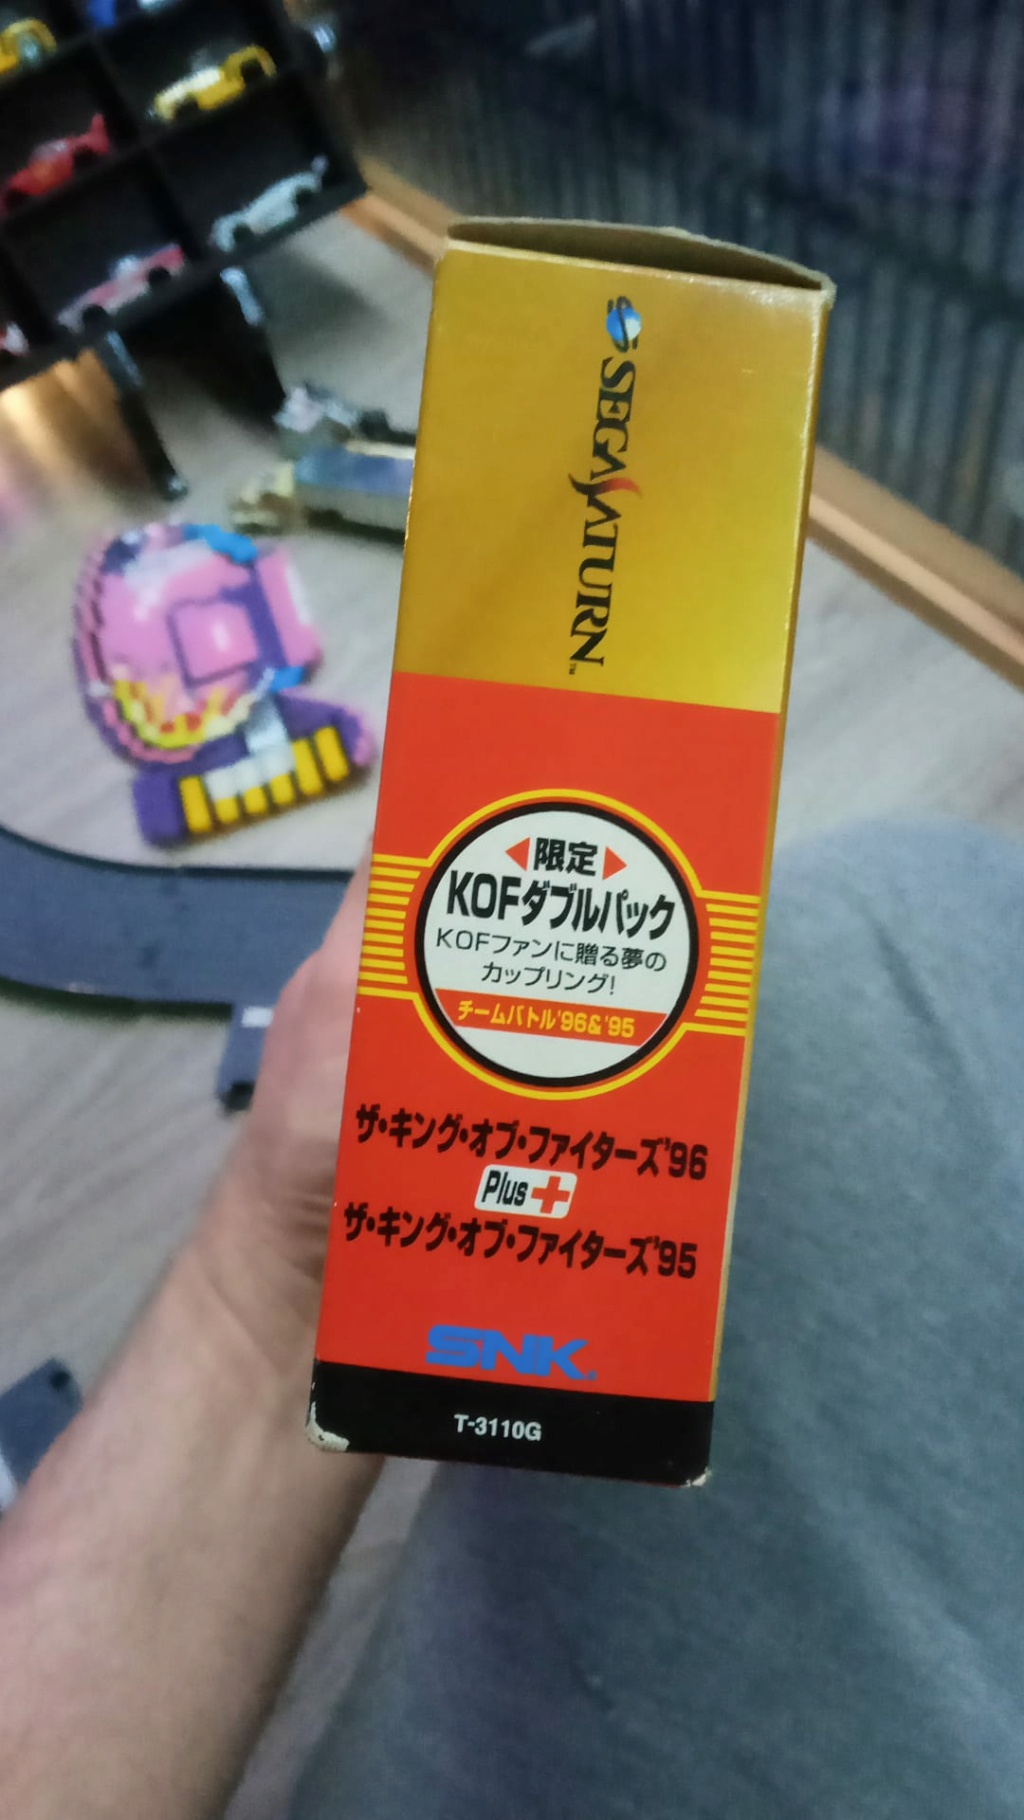 SEGA SATURN™
限定
KOFダブルパック
KOFファンに贈る夢の
カップリング!
チームバトル'96&'95
ザ・キング・オブ・ファイターズ'96
Plus+
ザ・キング・オブ・ファイターズ'95
SNK®
T-3110G